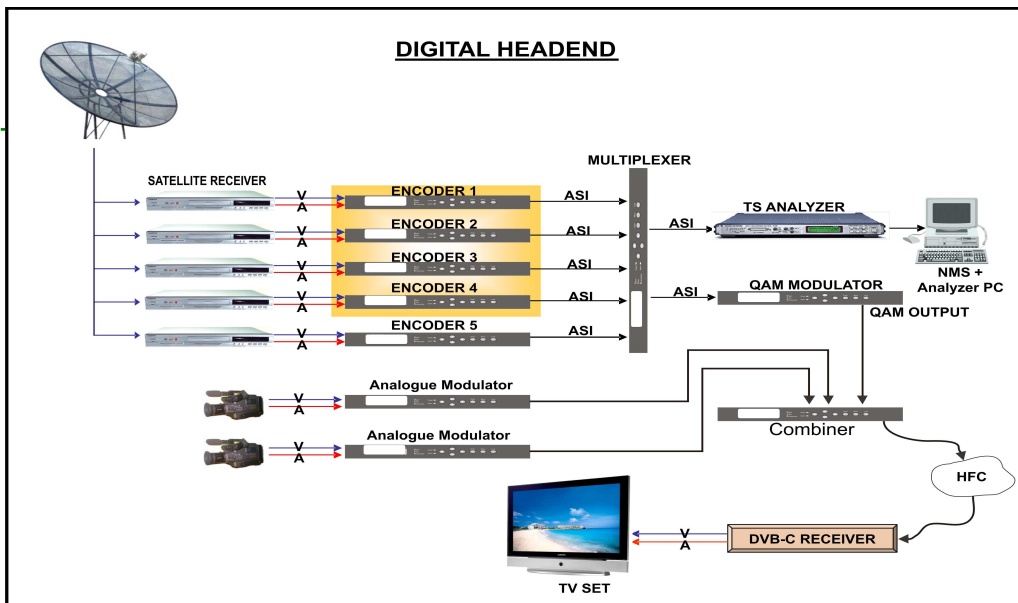 DIGITAL HEADEND
MULTIPLEXER
SATELLITE RECEIVER
V
A
ENCODER 1
ASI
V
A
ENCODER 2
ASI
ASI
TS ANALYZER
V
A
ENCODER 3
ASI
NMS +
Analyzer PC
V
A
ENCODER 4
ASI
ASI
QAM MODULATOR
QAM OUTPUT
V
A
ENCODER 5
ASI
V
A
Analogue Modulator
Combiner
V
A
Analogue Modulator
HFC
V
A
DVB-C RECEIVER
TV SET